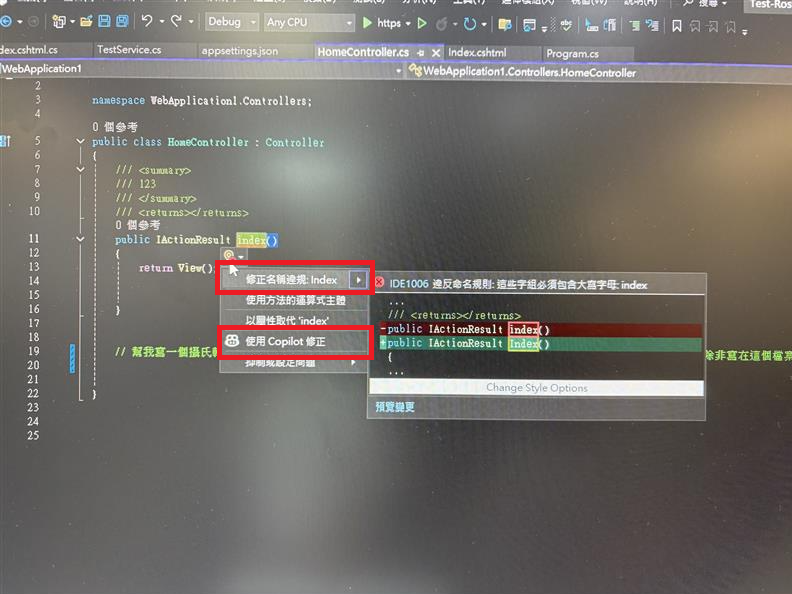 Debug Any CPU https
Test-Ros
dex.cshtml.cs TestService.cs appsettings.json HomeController.cs Index.cshtml Program.cs
WebApplication1 WebApplication1.Controllers.HomeController
2
3 namespace WebApplication1.Controllers;
4
0 個參考
5 public class HomeController : Controller
6 {
7 /// <summary>
8 /// 123
9 /// </summary>
10 /// <returns></returns>
0 個參考
11 public IActionResult index()
12 {
13 return View();
14
15
16 }
17
18
19 // 幫我寫一個攝氏
除非寫在這個檔案
20
21
22 }
23
24
25
修正名稱違規: Index
使用方法的運算式主體
以屬性取代 'index'
使用 Copilot 修正
抑制或設定問題
IDE1006 違反命名規則: 這些字組必須包含大寫字母: index
...
/// <returns></returns>
-public IActionResult index()
+public IActionResult Index()
{
...
Change Style Options
預覽變更